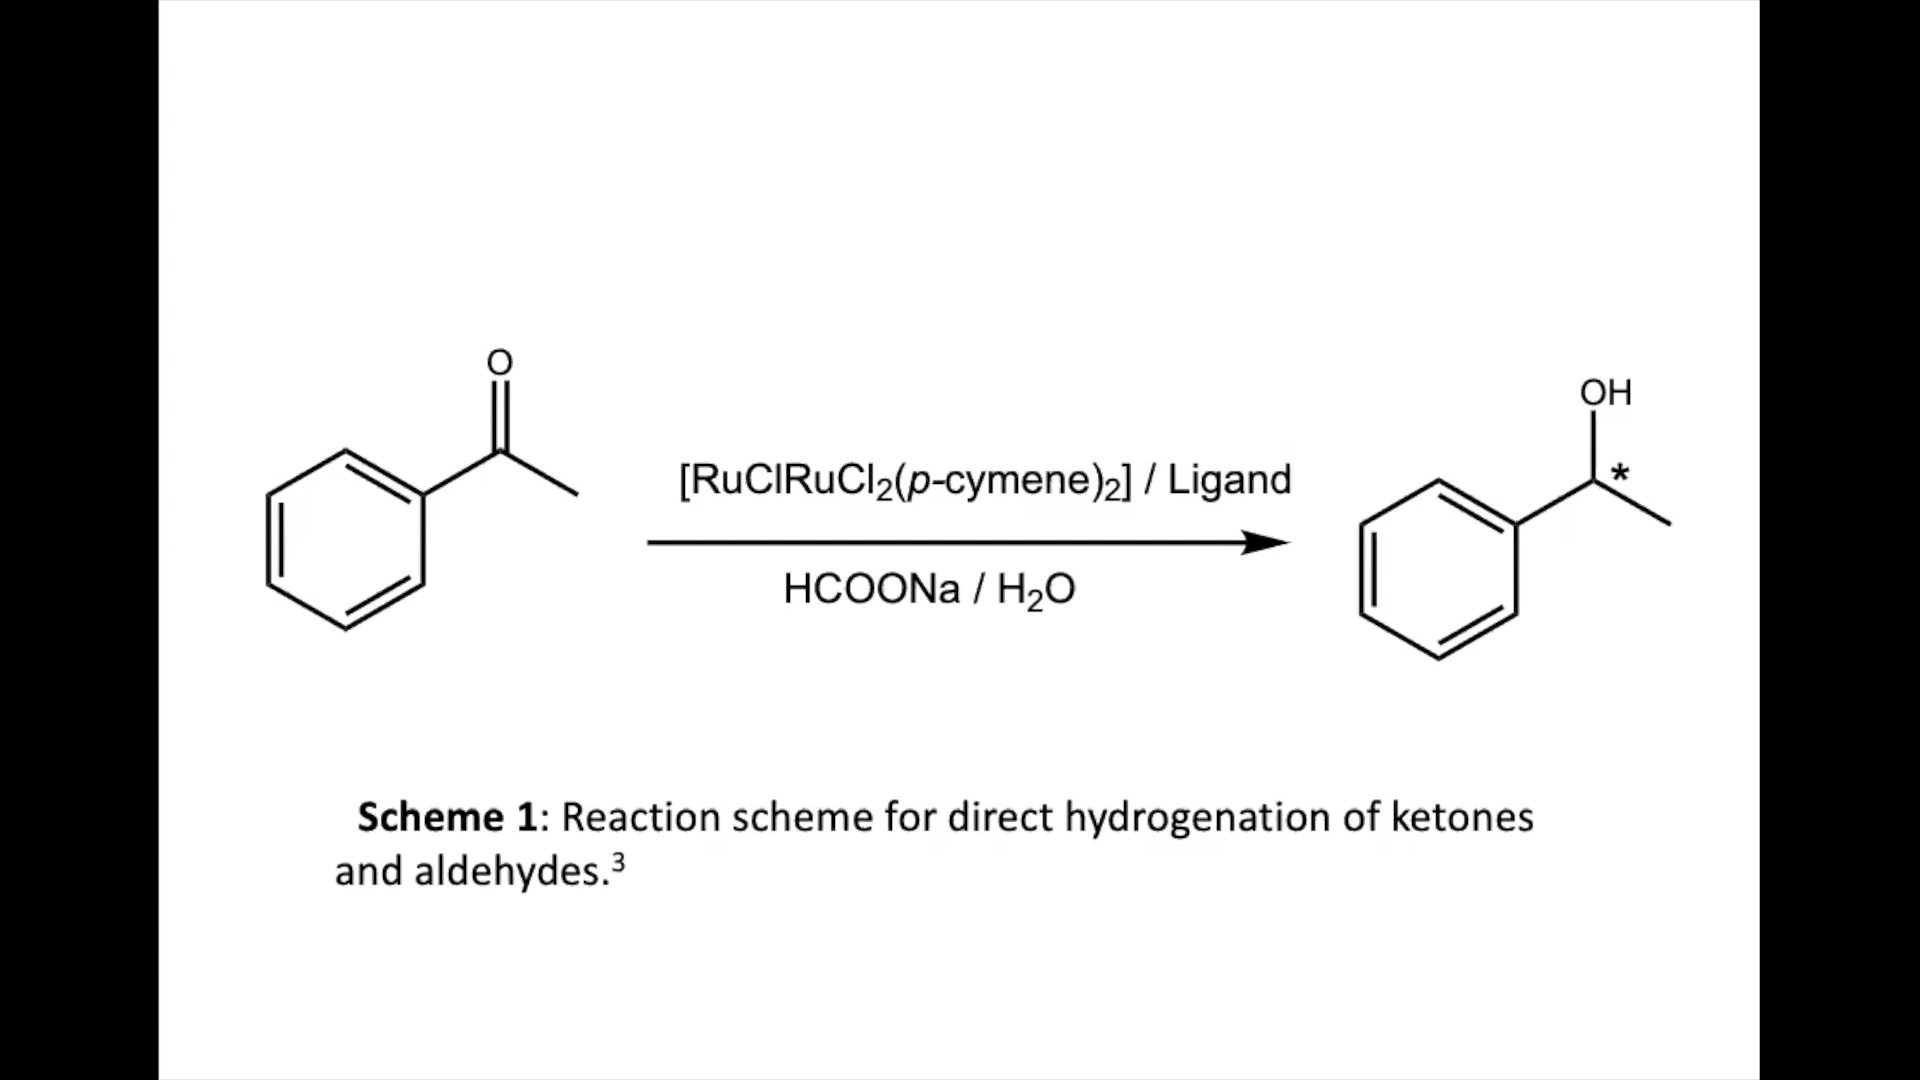 O
OH
*
[RuClRuCl₂(p-cymene)₂] / Ligand
HCOONa / H₂O
Scheme 1: Reaction scheme for direct hydrogenation of ketones
and aldehydes.³